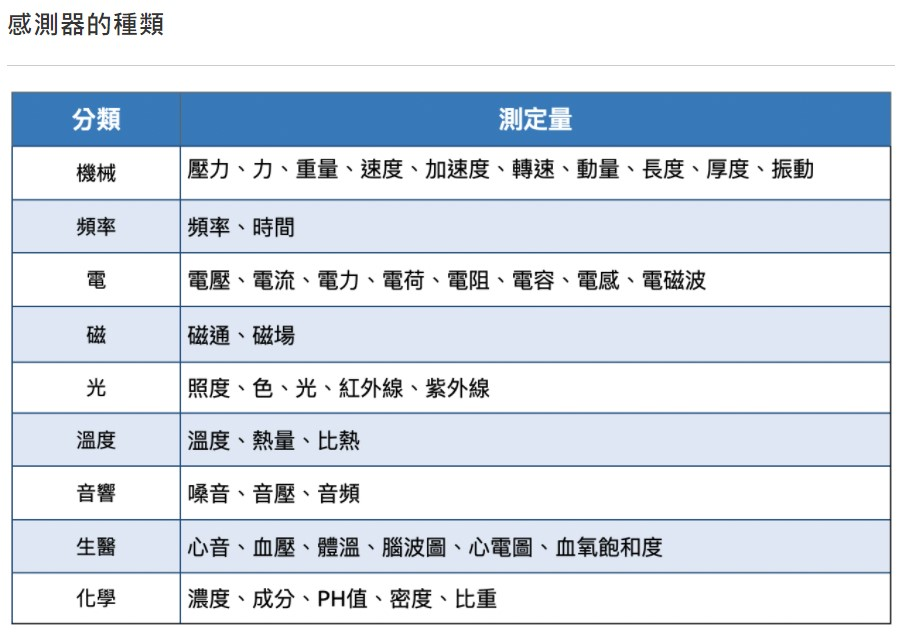 感測器的種類
分類 測定量
機械 壓力、力、重量、速度、加速度、轉速、動量、長度、厚度、振動
頻率 頻率、時間
電 電壓、電流、電力、電荷、電阻、電容、電感、電磁波
磁 磁通、磁場
光 照度、色、光、紅外線、紫外線
溫度 溫度、熱量、比熱
音響 嗓音、音壓、音頻
生醫 心音、血壓、體溫、腦波圖、心電圖、血氧飽和度
化學 濃度、成分、PH值、密度、比重